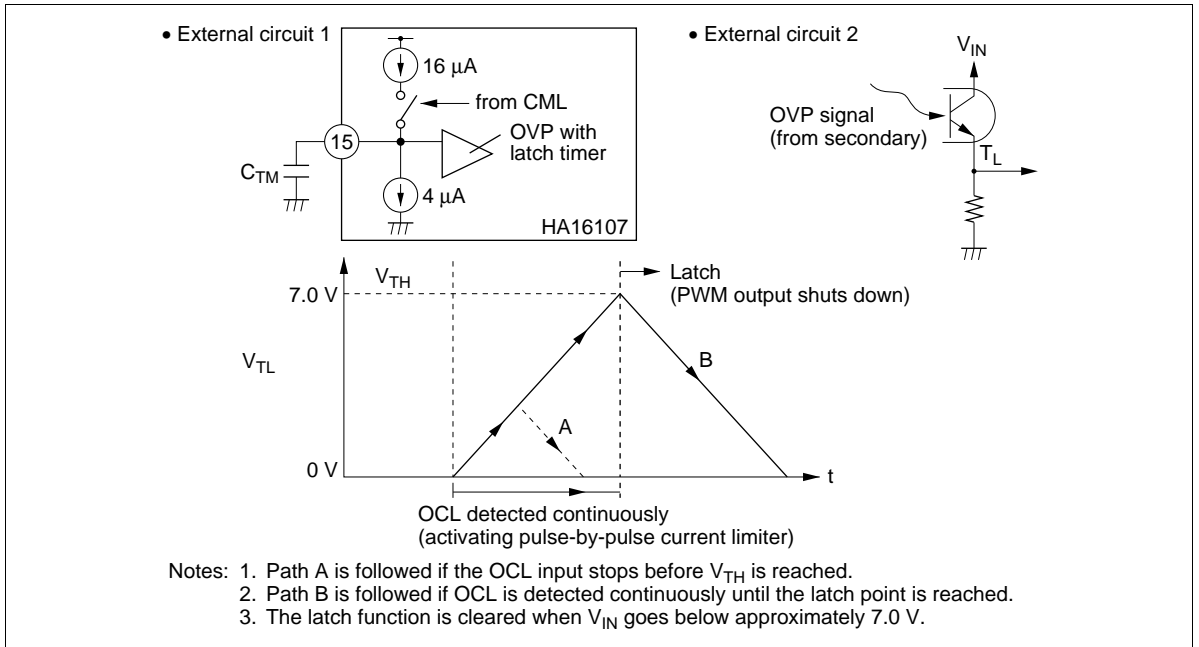 • External circuit 1
16 μA
from CML
OVP with
latch timer
15
C_TM
4 μA
HA16107
• External circuit 2
V_IN
OVP signal
(from secondary)
T_L
V_TH
7.0 V
Latch
(PWM output shuts down)
V_TL
B
A
0 V
t
OCL detected continuously
(activating pulse-by-pulse current limiter)
Notes: 1. Path A is followed if the OCL input stops before V_TH is reached.
2. Path B is followed if OCL is detected continuously until the latch point is reached.
3. The latch function is cleared when V_IN goes below approximately 7.0 V.